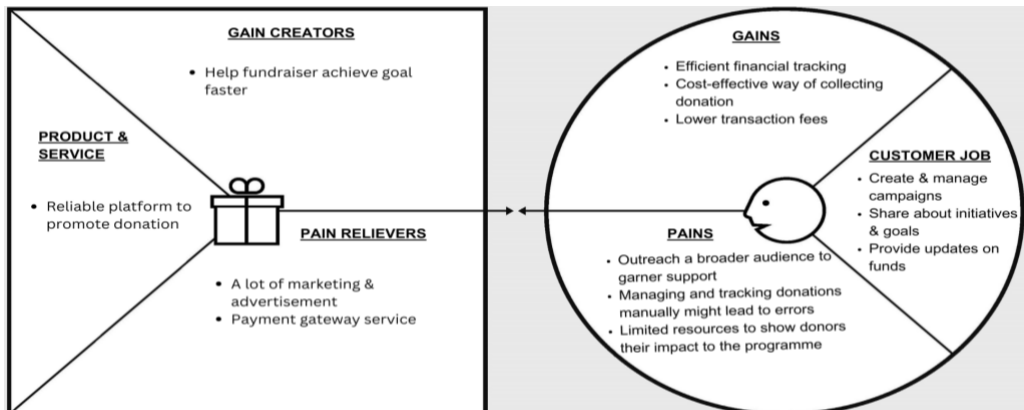 GAIN CREATORS
• Help fundraiser achieve goal
faster
PRODUCT &
SERVICE
• Reliable platform to
promote donation
PAIN RELIEVERS
• A lot of marketing &
advertisement
• Payment gateway service
GAINS
• Efficient financial tracking
• Cost-effective way of collecting
donation
• Lower transaction fees
CUSTOMER JOB
• Create & manage
campaigns
• Share about initiatives
& goals
• Provide updates on
funds
PAINS
• Outreach a broader audience to
garner support
• Managing and tracking donations
manually might lead to errors
• Limited resources to show donors
their impact to the programme